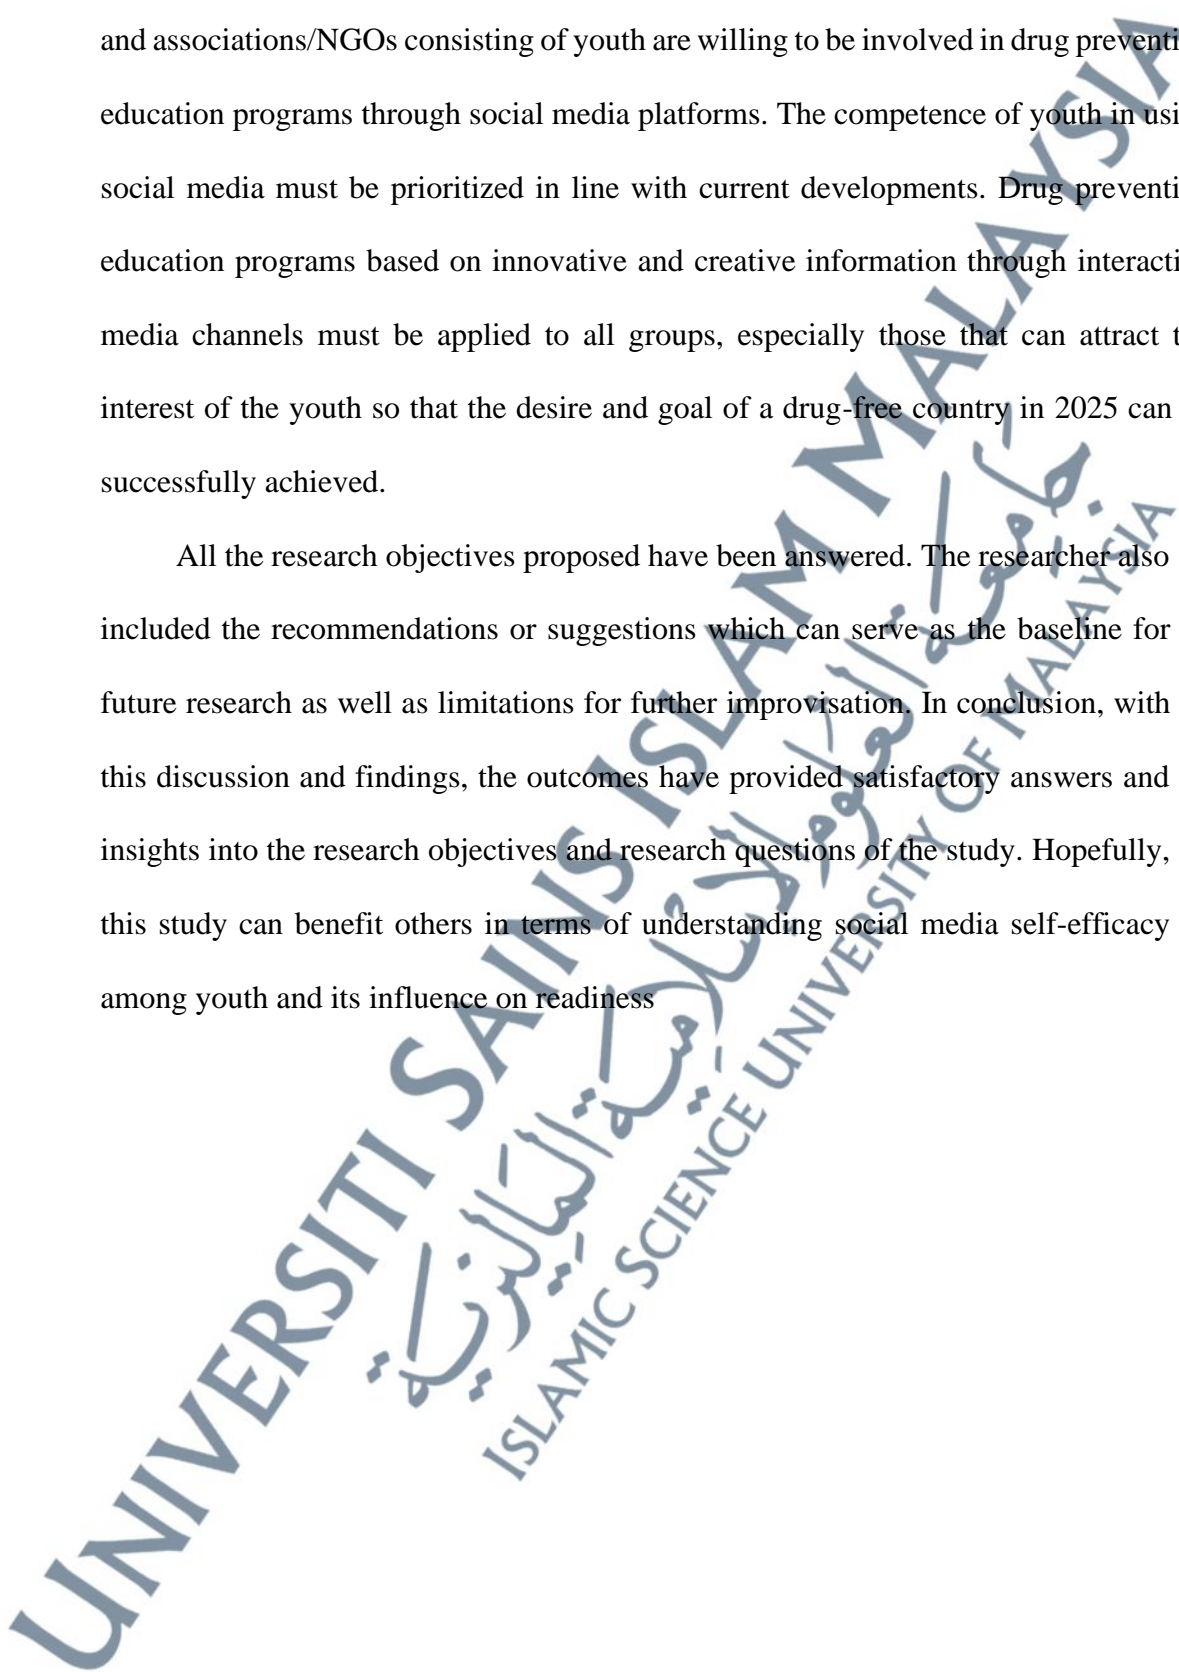 and associations/NGOs consisting of youth are willing to be involved in drug preventi
education programs through social media platforms. The competence of youth in usi
social media must be prioritized in line with current developments. Drug preventi
education programs based on innovative and creative information through interacti
media channels must be applied to all groups, especially those that can attract t
interest of the youth so that the desire and goal of a drug-free country in 2025 can
successfully achieved.
All the research objectives proposed have been answered. The researcher also
included the recommendations or suggestions which can serve as the baseline for
future research as well as limitations for further improvisation. In conclusion, with
this discussion and findings, the outcomes have provided satisfactory answers and
insights into the research objectives and research questions of the study. Hopefully,
this study can benefit others in terms of understanding social media self-efficacy
among youth and its influence on readiness
UNIVERSITI SAINS ISLAM MALAYSIA
جامعة العلوم الإسلامية الماليزية
ISLAMIC SCIENCE UNIVERSITY OF MALAYSIA